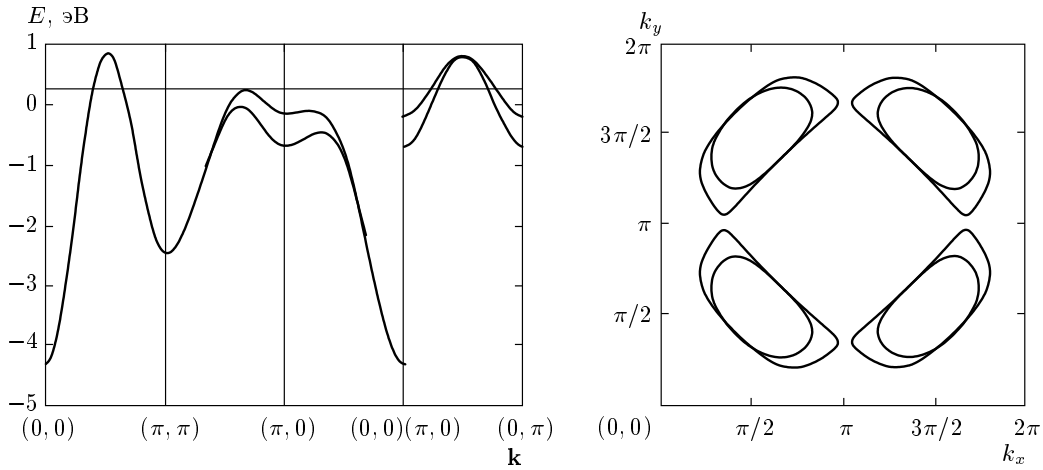 E, эВ
1
0
−1
−2
−3
−4
−5
(0, 0)
(π, π)
(π, 0)
(0, 0)(π, 0)
(0, π)
k
k_y
2π
3π/2
π
π/2
(0, 0)
π/2
π
3π/2
2π
k_x